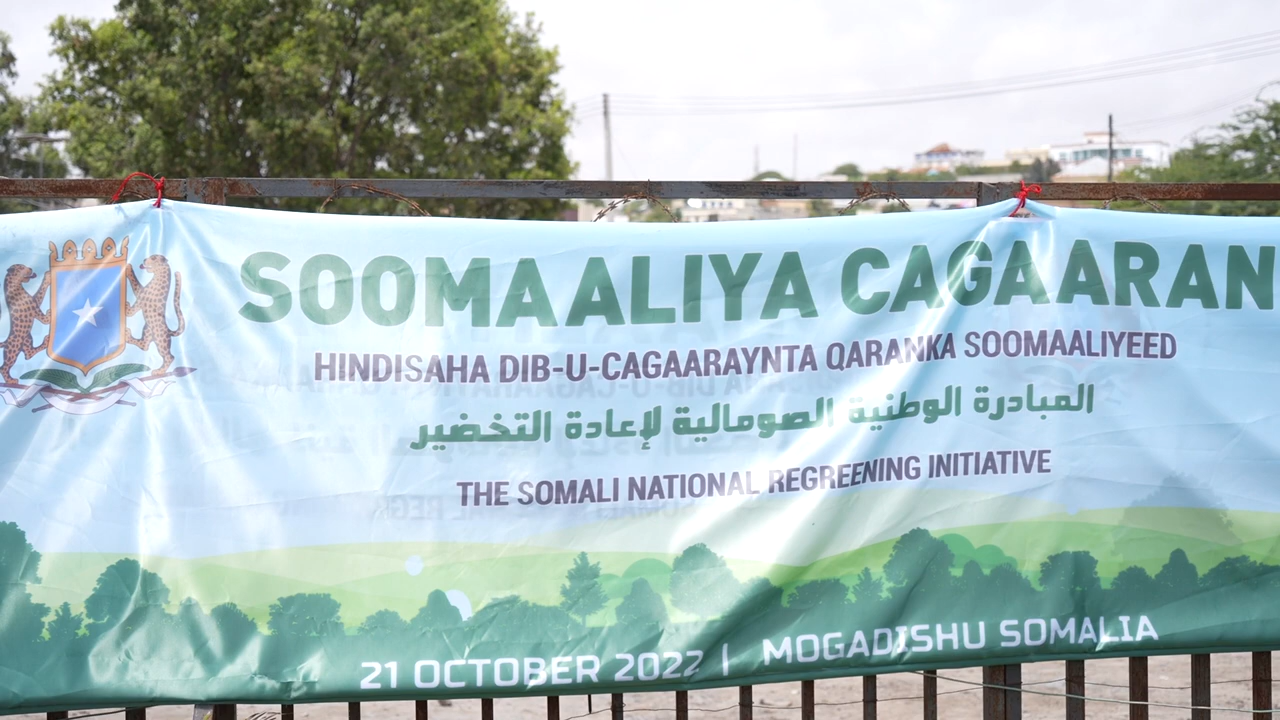 SOOMAALIYA CAGAARAN
HINDISAHA DIB-U-CAGAARAYNTA QARANKA SOOMAALIYEED
المبادرة الوطنية الصومالية لإعادة التخضير
THE SOMALI NATIONAL REGREENING INITIATIVE
21 OCTOBER 2022 | MOGADISHU SOMALIA